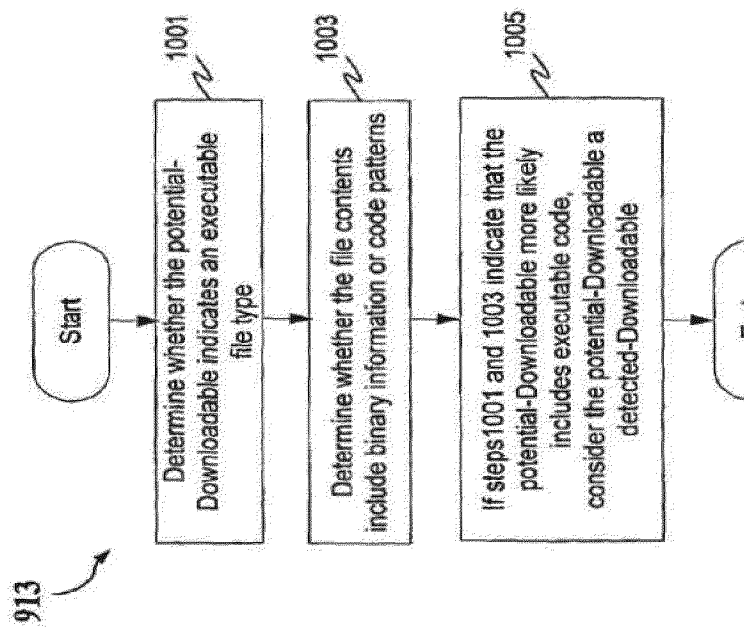 913
Start
Determine whether the potential-
Downloadable indicates an executable
file type
1001
Determine whether the file contents
include binary information or code patterns
1003
If steps1001 and 1003 indicate that the
potential-Downloadable more likely
includes executable code,
consider the potential-Downloadable a
detected-Downloadable
1005